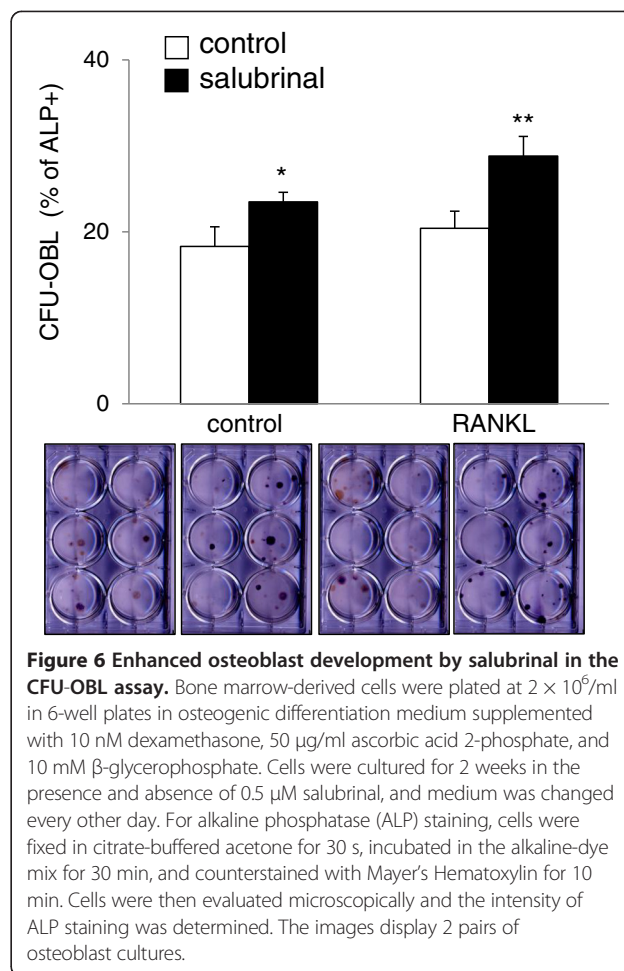 control
salubrinal
40
20
0
CFU-OBL (% of ALP+)
*
**
control RANKL
Figure 6 Enhanced osteoblast development by salubrinal in the
CFU-OBL assay. Bone marrow-derived cells were plated at 2 × 10⁶/ml
in 6-well plates in osteogenic differentiation medium supplemented
with 10 nM dexamethasone, 50 μg/ml ascorbic acid 2-phosphate, and
10 mM β-glycerophosphate. Cells were cultured for 2 weeks in the
presence and absence of 0.5 μM salubrinal, and medium was changed
every other day. For alkaline phosphatase (ALP) staining, cells were
fixed in citrate-buffered acetone for 30 s, incubated in the alkaline-dye
mix for 30 min, and counterstained with Mayer’s Hematoxylin for 10
min. Cells were then evaluated microscopically and the intensity of
ALP staining was determined. The images display 2 pairs of
osteoblast cultures.